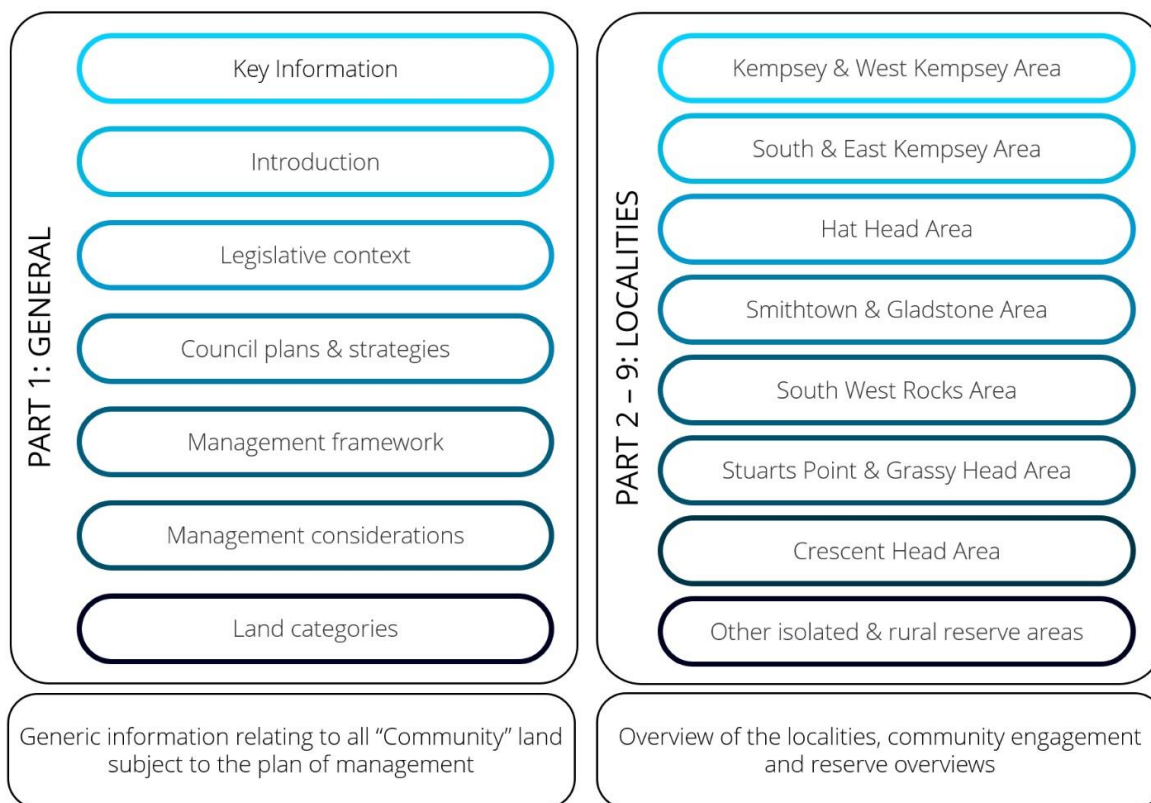 PART 1: GENERAL
Key Information
Introduction
Legislative context
Council plans & strategies
Management framework
Management considerations
Land categories
Generic information relating to all “Community” land
subject to the plan of management
PART 2 – 9: LOCALITIES
Kempsey & West Kempsey Area
South & East Kempsey Area
Hat Head Area
Smithtown & Gladstone Area
South West Rocks Area
Stuarts Point & Grassy Head Area
Crescent Head Area
Other isolated & rural reserve areas
Overview of the localities, community engagement
and reserve overviews